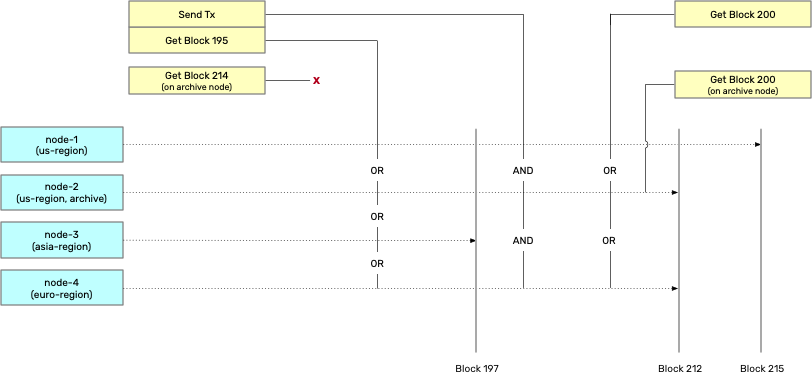 Send Tx
Get Block 200
Get Block 195
Get Block 214
(on archive node)
X
Get Block 200
(on archive node)
node-1
(us-region)
OR
AND
OR
node-2
(us-region, archive)
OR
node-3
(asia-region)
AND
OR
OR
node-4
(euro-region)
Block 197
Block 212
Block 215